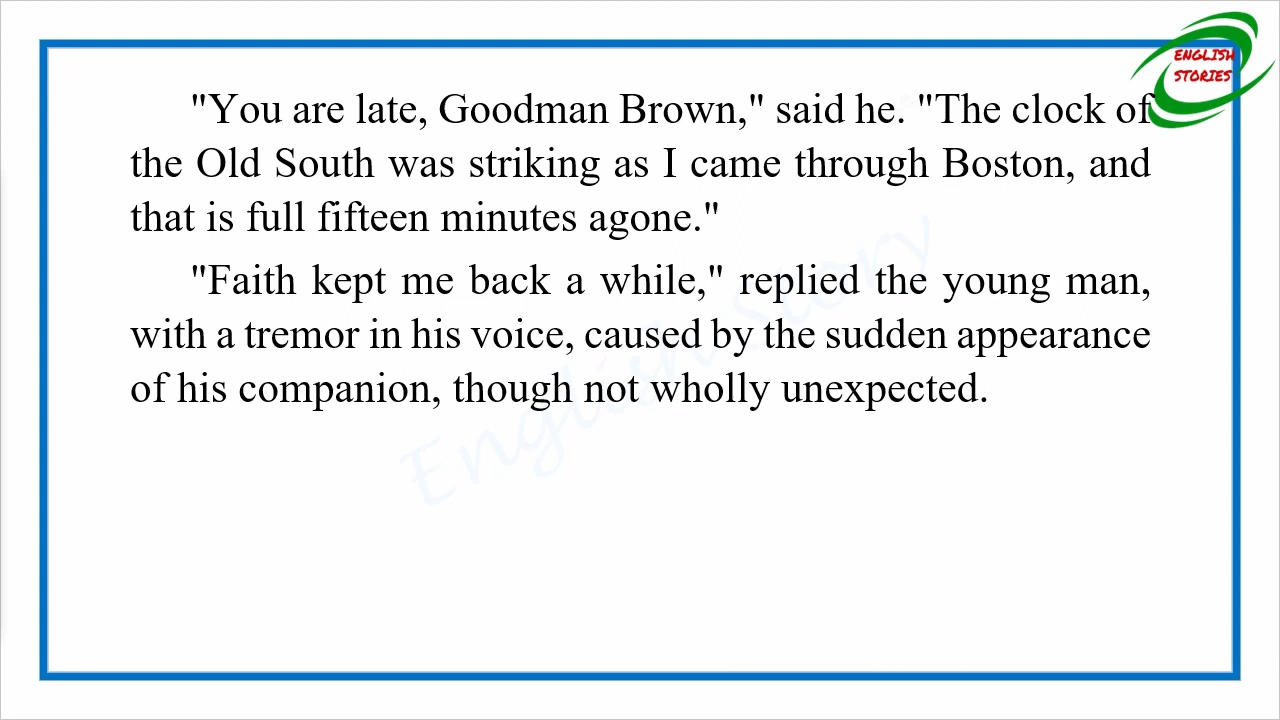 ENGLISH
STORIES
"You are late, Goodman Brown," said he. "The clock of
the Old South was striking as I came through Boston, and
that is full fifteen minutes agone."
"Faith kept me back a while," replied the young man,
with a tremor in his voice, caused by the sudden appearance
of his companion, though not wholly unexpected.
English Story